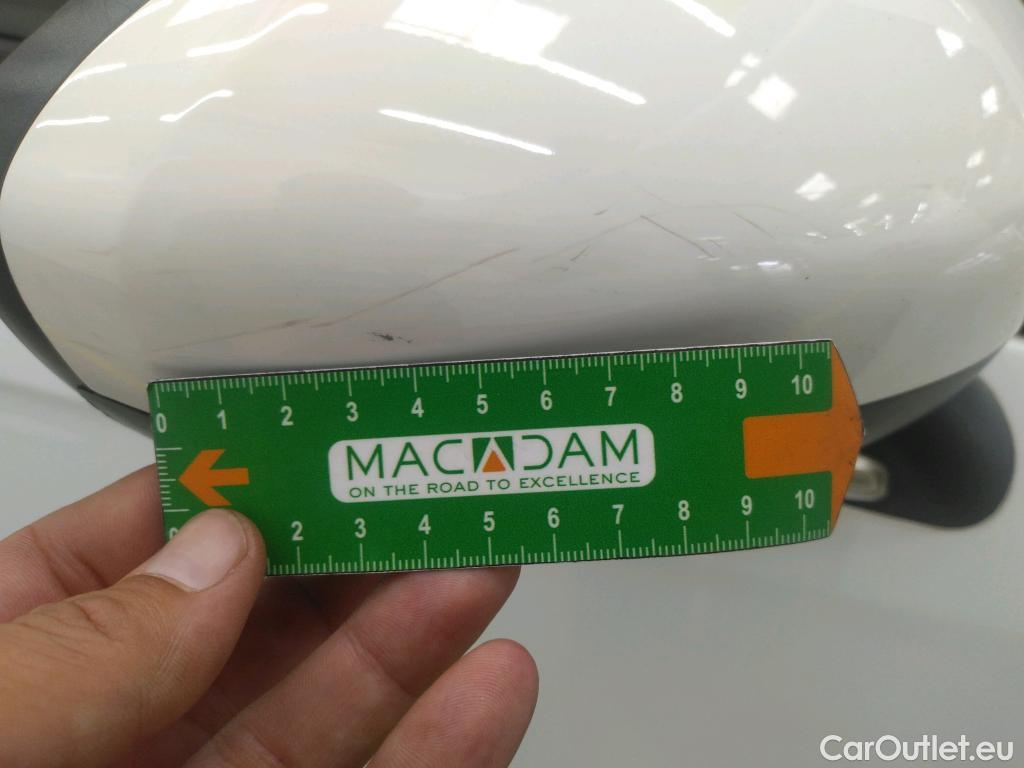 0 1 2 3 4 5 6 7 8 9 10
MACADAM
ON THE ROAD TO EXCELLENCE
0 2 3 4 5 6 7 8 9 10
CarOutlet.eu